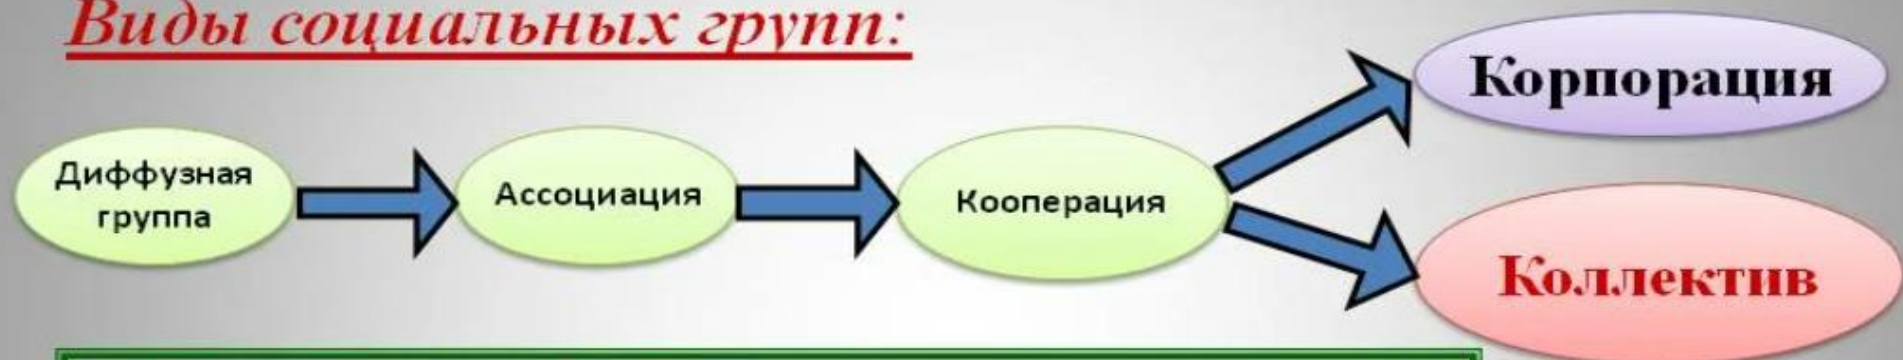 Виды социальных групп:
Диффузная
группа
Ассоциация
Кооперация
Корпорация
Коллектив